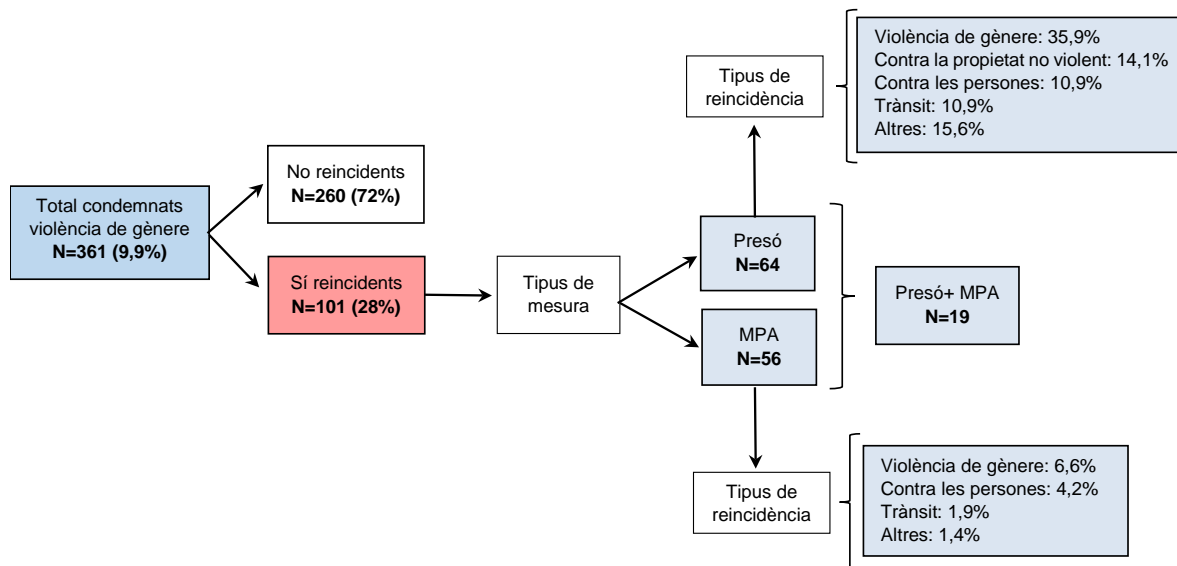 Total condemnats
violència de gènere
N=361 (9,9%)
No reincidents
N=260 (72%)
Sí reincidents
N=101 (28%)
Tipus de
mesura
Presó
N=64
MPA
N=56
Presó+ MPA
N=19
Tipus de
reincidència
Violència de gènere: 35,9%
Contra la propietat no violent: 14,1%
Contra les persones: 10,9%
Trànsit: 10,9%
Altres: 15,6%
Tipus de
reincidència
Violència de gènere: 6,6%
Contra les persones: 4,2%
Trànsit: 1,9%
Altres: 1,4%